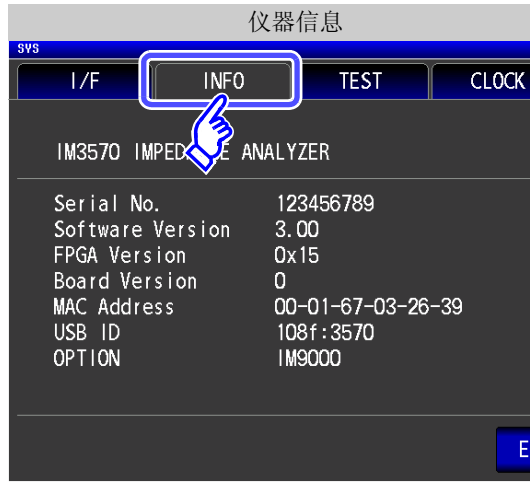 仪器信息
SYS
I/F INFO TEST CLOCK
IM3570 ANALYZER
Serial No. 123456789
Software Version 3.00
FPGA Version 0x15
Board Version 0
MAC Address 00-01-67-03-26-39
USB ID 108f:3570
OPTION IM9000
E